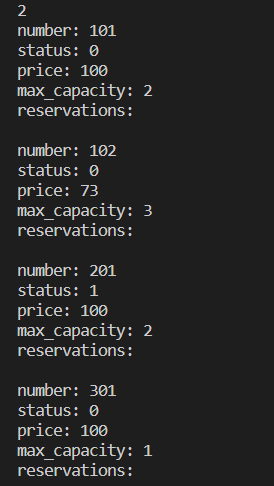 2
number: 101
status: 0
price: 100
max_capacity: 2
reservations:
number: 102
status: 0
price: 73
max_capacity: 3
reservations:
number: 201
status: 1
price: 100
max_capacity: 2
reservations:
number: 301
status: 0
price: 100
max_capacity: 1
reservations: